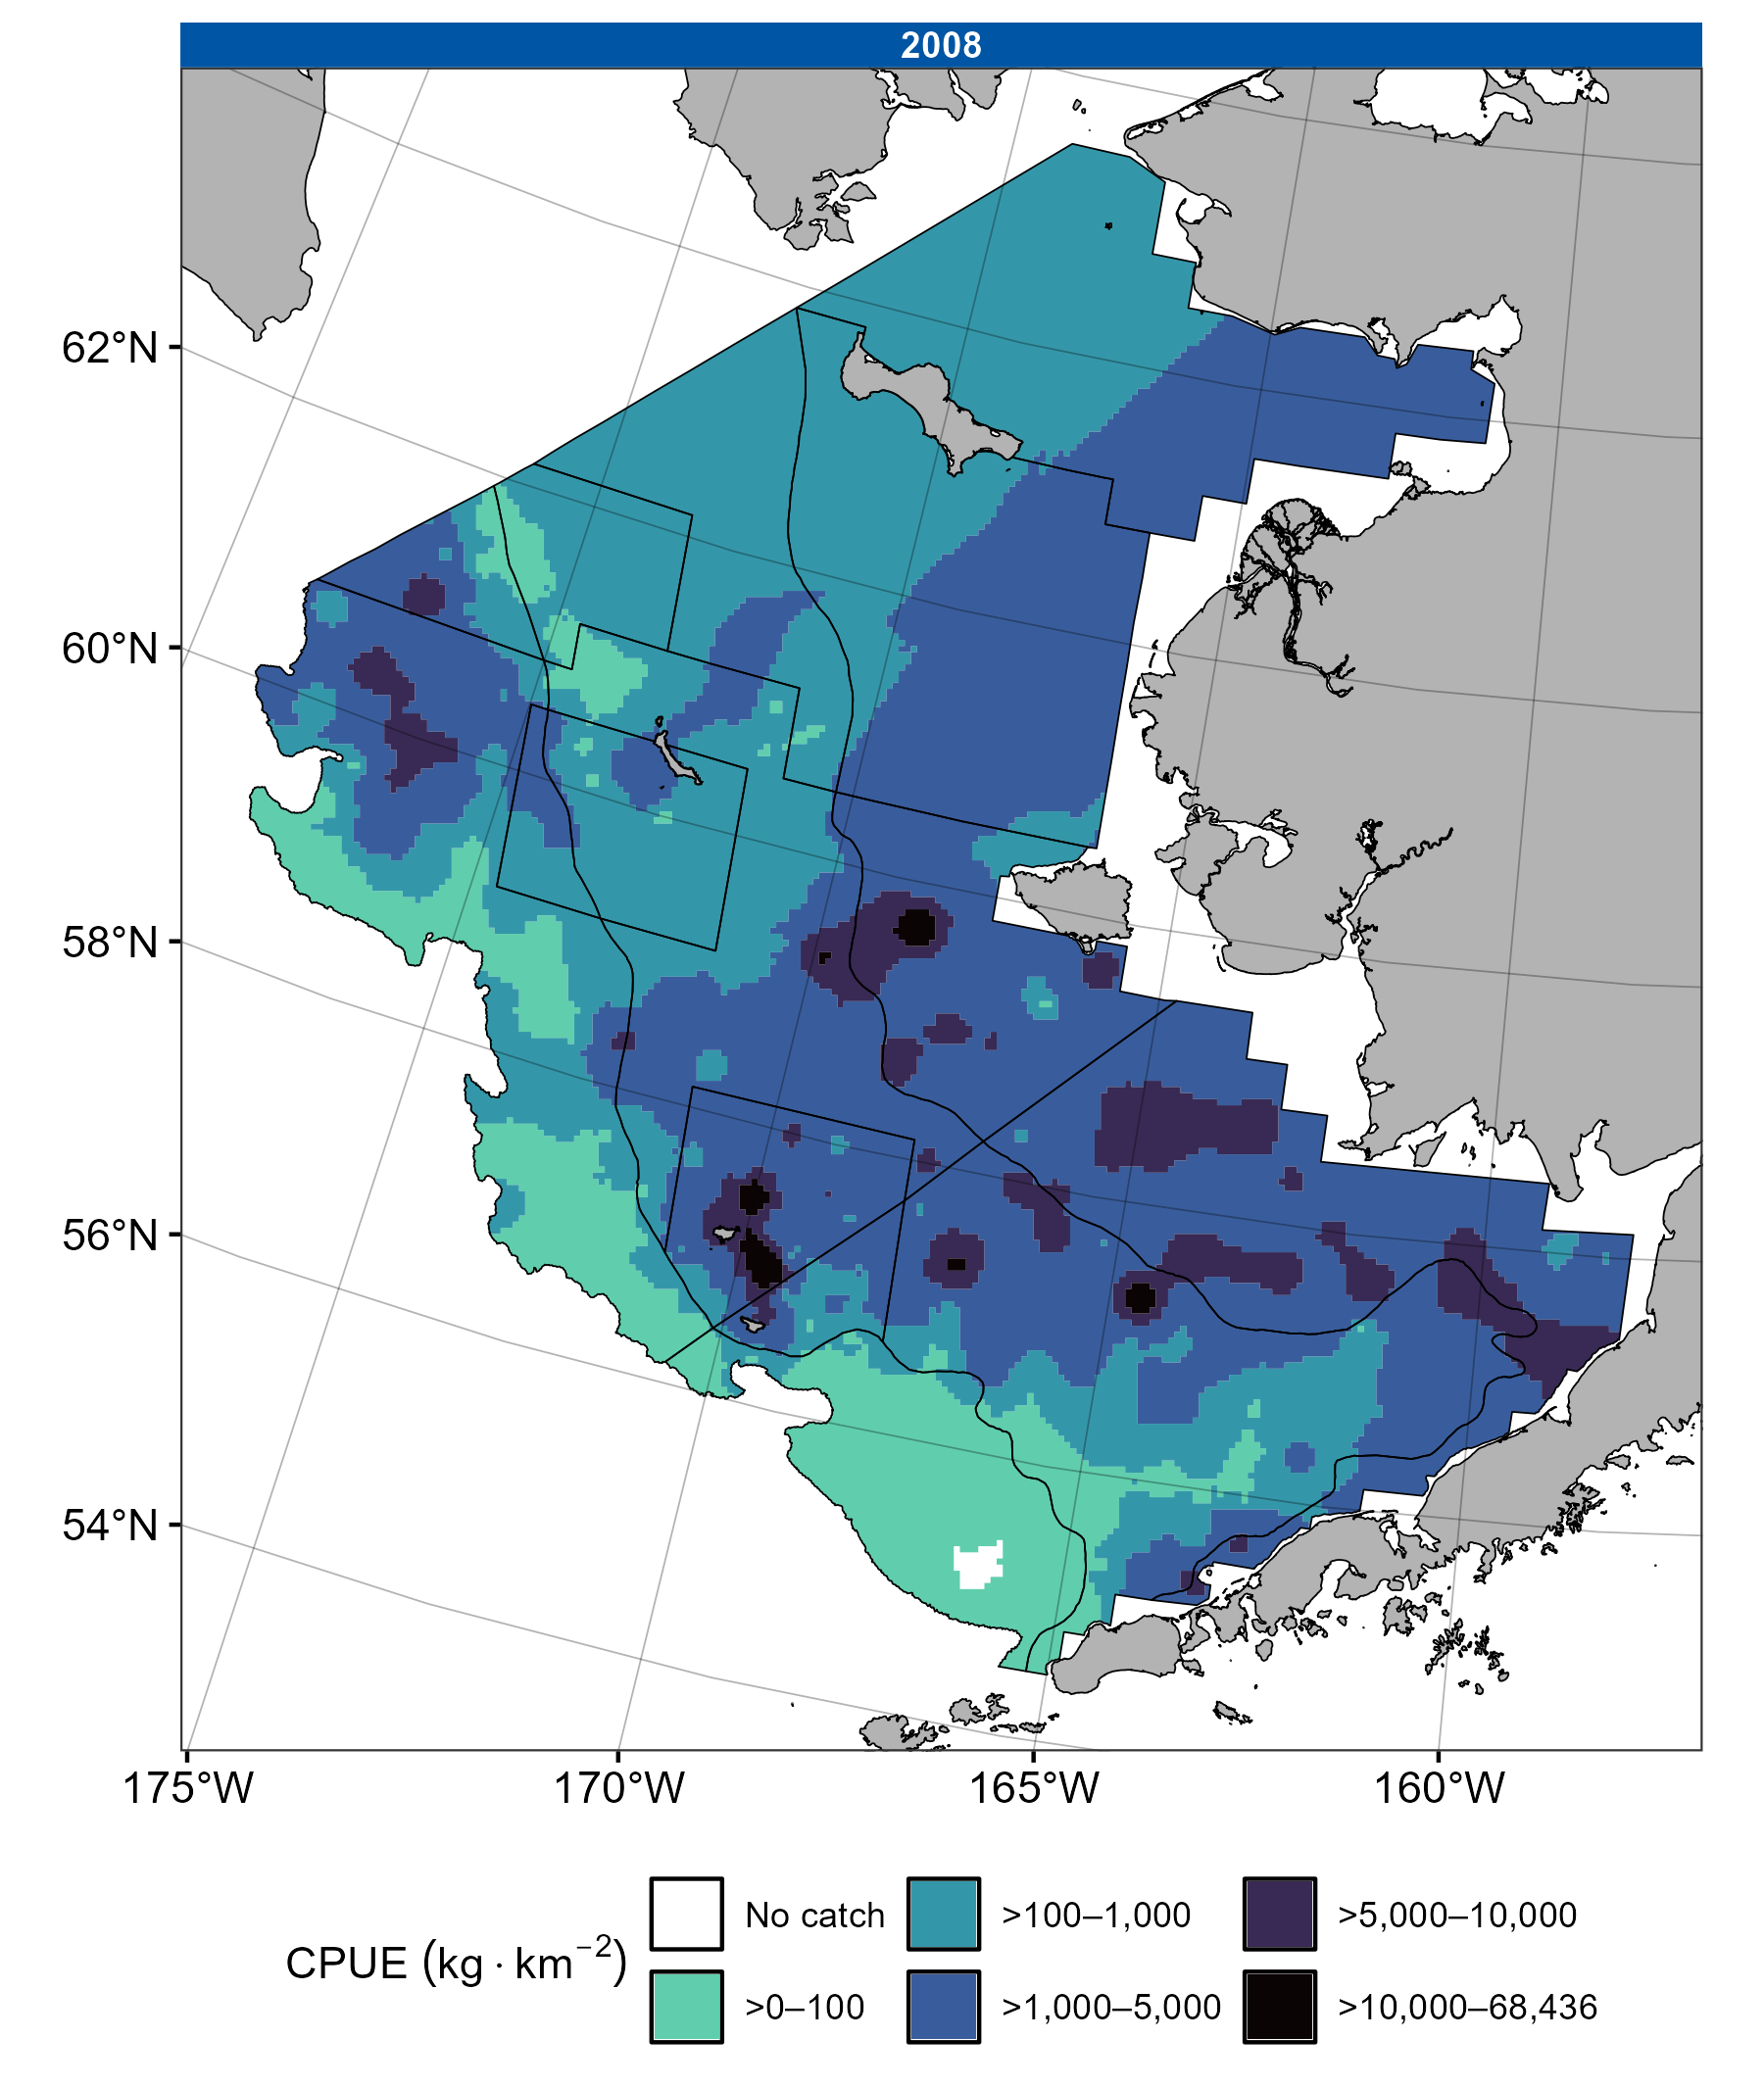 2008
62°N
60°N
58°N
56°N
54°N
175°W
170°W
165°W
160°W
CPUE (kg · km⁻²)
No catch
>0–100
>100–1,000
>1,000–5,000
>5,000–10,000
>10,000–68,436